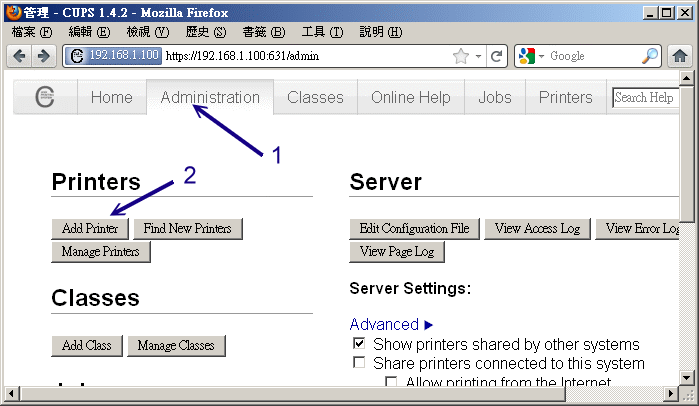 管理 - CUPS 1.4.2 - Mozilla Firefox
檔案 (F) 編輯 (E) 檢視 (V) 歷史 (S) 書籤 (B) 工具 (T) 說明 (H)
192.168.1.100 https://192.168.1.100:631/admin Google
Home Administration Classes Online Help Jobs Printers Search Help
1
2
Printers
Add Printer Find New Printers
Manage Printers
Classes
Add Class Manage Classes
Server
Edit Configuration File View Access Log View Error Log
View Page Log
Server Settings:
Advanced ▶
Show printers shared by other systems
Share printers connected to this system
Allow printing from the Internet